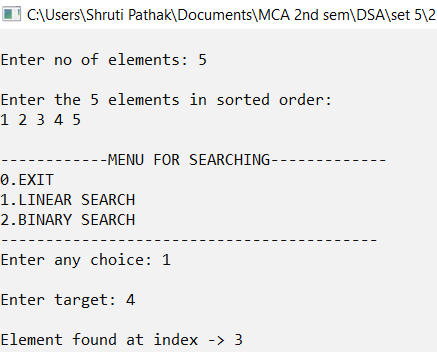 C:\Users\Shruti Pathak\Documents\MCA 2nd sem\DSA\set 5\2
Enter no of elements: 5
Enter the 5 elements in sorted order:
1 2 3 4 5
------------MENU FOR SEARCHING-------------
0.EXIT
1.LINEAR SEARCH
2.BINARY SEARCH
------------------------------------------
Enter any choice: 1
Enter target: 4
Element found at index -> 3